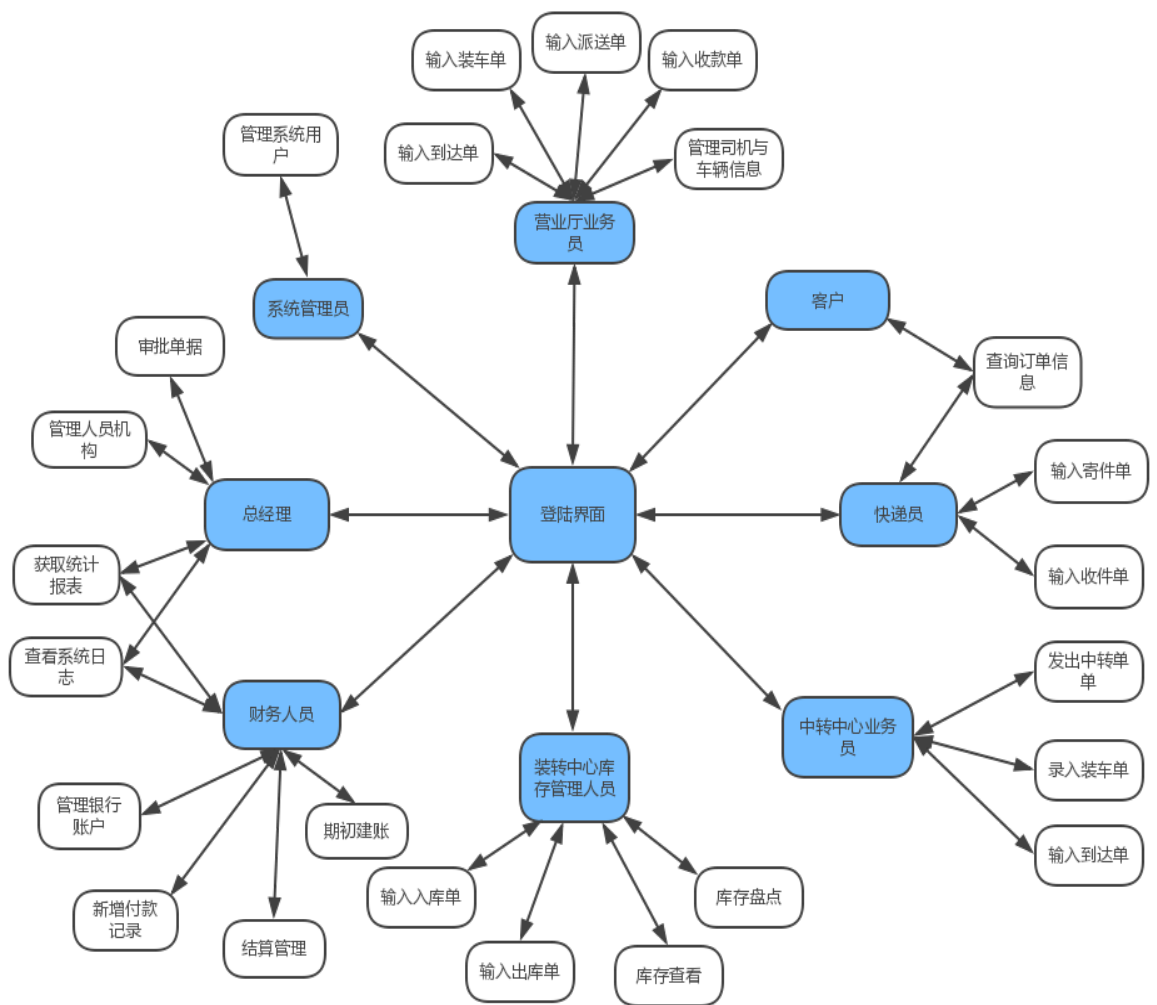 输入派送单
输入装车单
输入收款单
管理系统用
户
输入到达单
管理司机与
车辆信息
营业厅业务
员
系统管理员
客户
审批单据
查询订单信
息
管理人员机
构
总经理
登陆界面
快递员
输入寄件单
获取统计
报表
输入收件单
查看系统日
志
财务人员
发出中转单
单
中转中心业务
员
装转中心库
存管理人员
录入装车单
管理银行
账户
期初建账
输入到达单
输入入库单
库存盘点
新增付款
记录
结算管理
输入出库单
库存查看